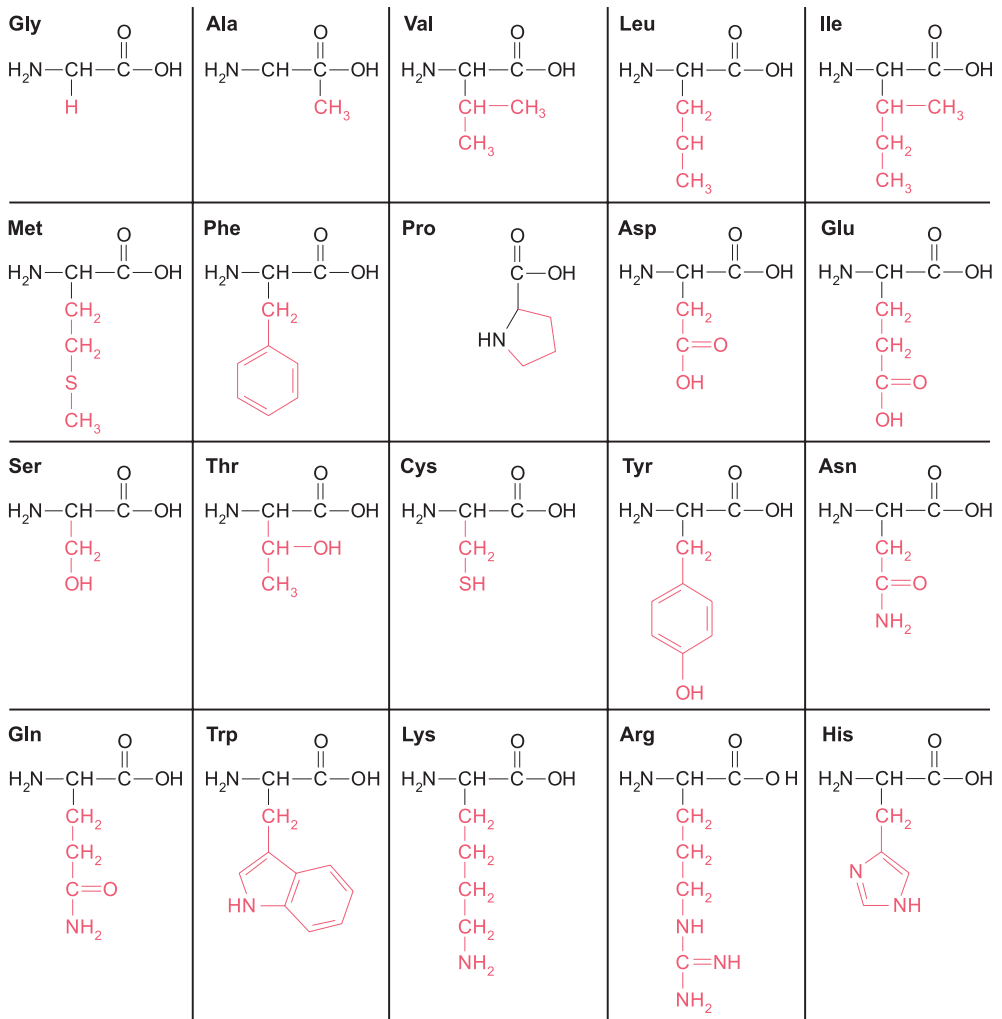 Gly
O
H₂N CH C OH
H
Ala
O
H₂N CH C OH
CH₃
Val
O
H₂N CH C OH
CH CH₃
CH₃
Leu
O
H₂N CH C OH
CH₂
CH
CH₃
Ile
O
H₂N CH C OH
CH CH₃
CH₂
CH₃
Met
O
H₂N CH C OH
CH₂
CH₂
S
CH₃
Phe
O
H₂N CH C OH
CH₂
Pro
O
C OH
HN
Asp
O
H₂N CH C OH
CH₂
C O
OH
Glu
O
H₂N CH C OH
CH₂
CH₂
C O
OH
Ser
O
H₂N CH C OH
CH₂
OH
Thr
O
H₂N CH C OH
CH OH
CH₃
Cys
O
H₂N CH C OH
CH₂
SH
Tyr
O
H₂N CH C OH
CH₂
OH
Asn
O
H₂N CH C OH
CH₂
C O
NH₂
Gln
O
H₂N CH C OH
CH₂
CH₂
C O
NH₂
Trp
O
H₂N CH C OH
CH₂
HN
Lys
O
H₂N CH C OH
CH₂
CH₂
CH₂
CH₂
NH₂
Arg
O
H₂N CH C O H
CH₂
CH₂
CH₂
NH
C NH
NH₂
His
O
H₂N CH C OH
CH₂
N
NH